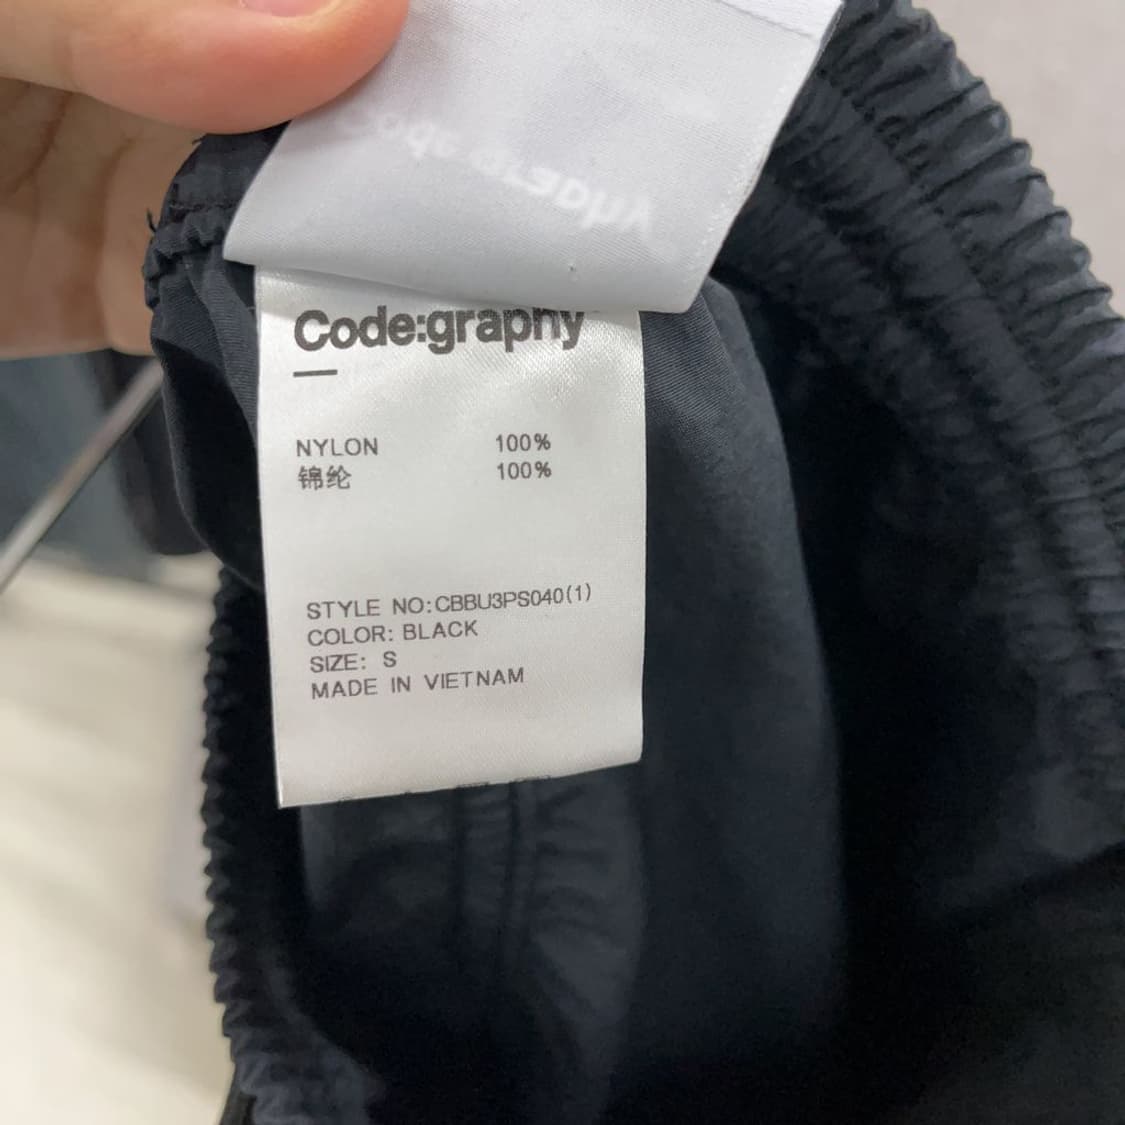 Code:graphy
NYLON 100%
锦纶 100%
STYLE NO:CBBU3PS040(1)
COLOR: BLACK
SIZE: S
MADE IN VIETNAM